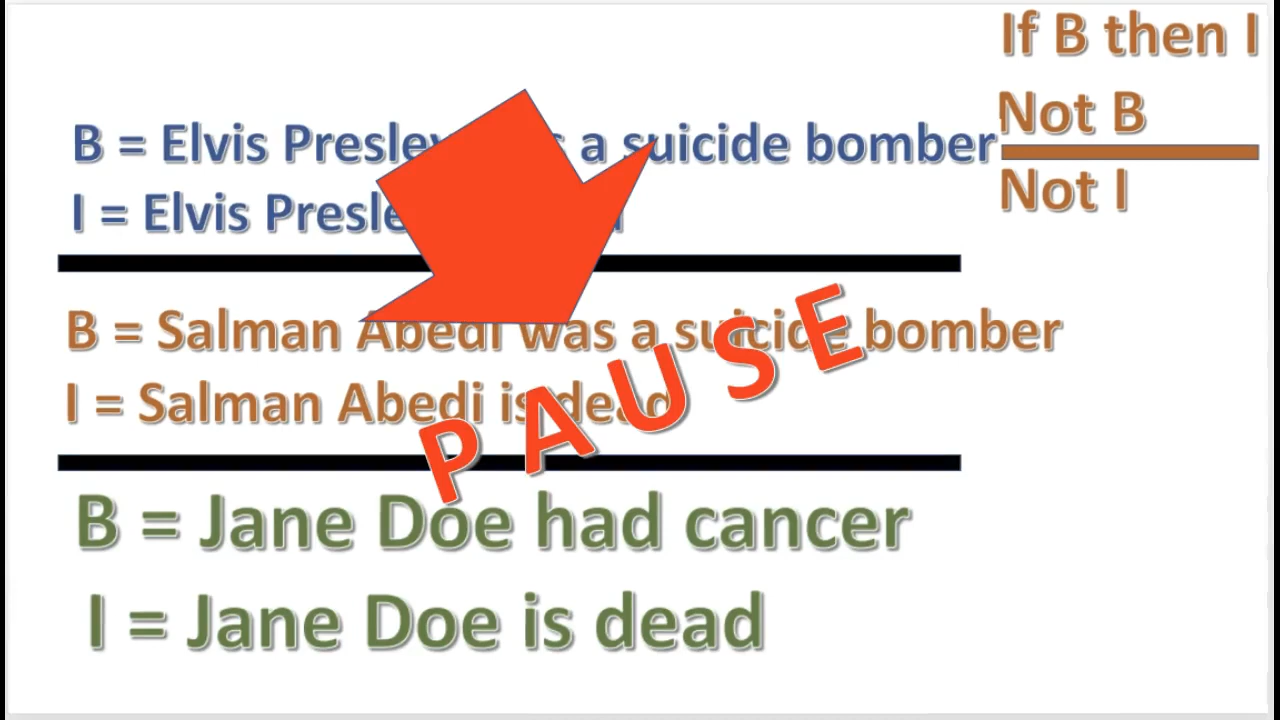 If B then I
Not B
Not I
B = Elvis Presley a suicide bomber
I = Elvis
B = Salman Abedi was a suicide bomber
I = Salman Abedi is dead
PAUSE
B = Jane Doe had cancer
I = Jane Doe is dead